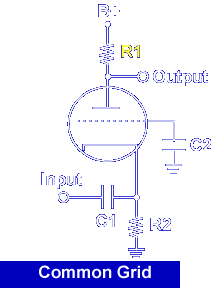 B+
R1
Output
C2
Input
C1
R2
Common Grid